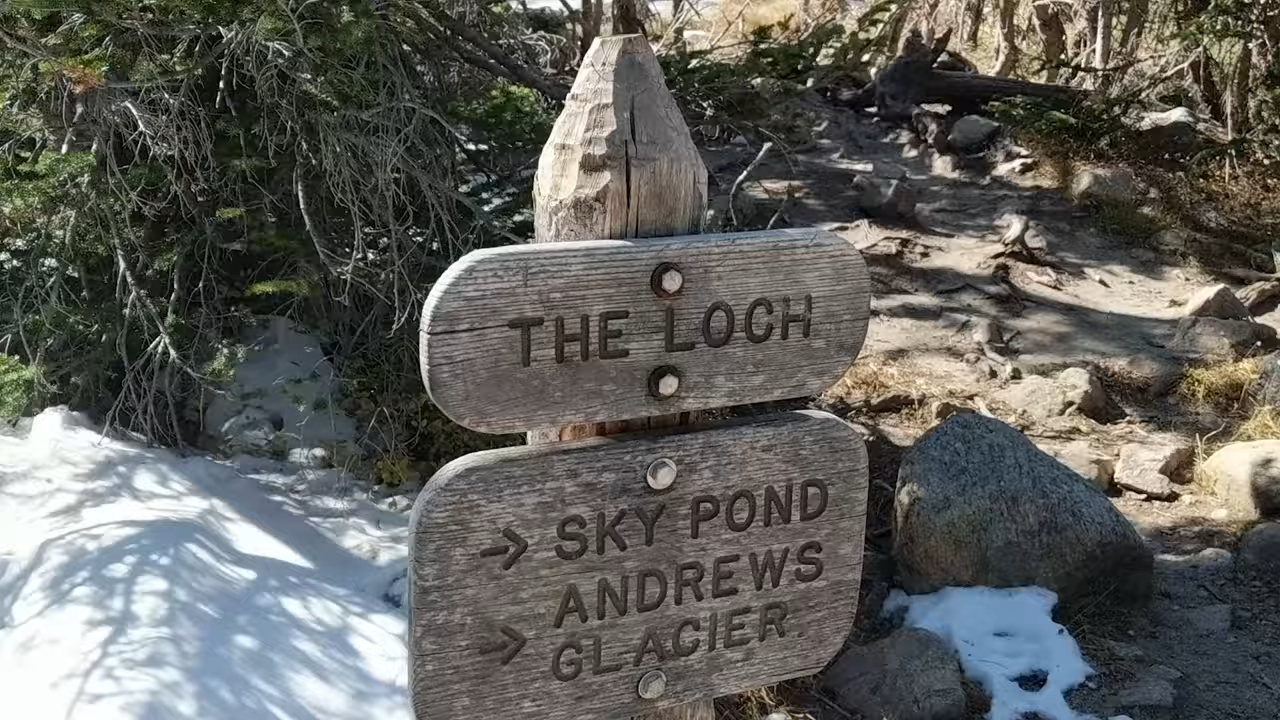 THE LOCH
→ SKY POND
ANDREWS
→ GLACIER